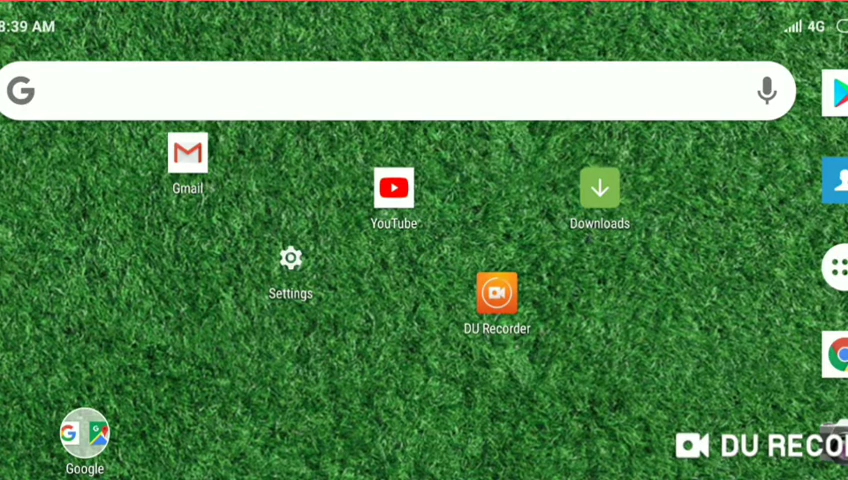 8:39 AM
4G
G
Gmail
YouTube
Downloads
Settings
DU Recorder
G G
Google
DU RECO